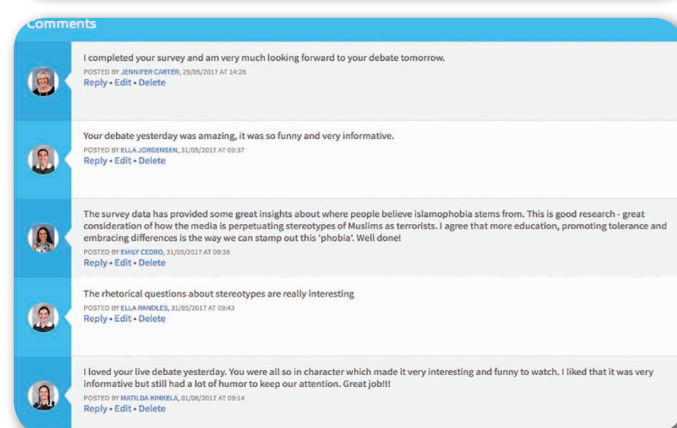 Comments
I completed your survey and am very much looking forward to your debate tomorrow.
POSTED BY JENNIFER CARTER, 29/05/2017 AT 14:26
Reply • Edit • Delete
Your debate yesterday was amazing, it was so funny and very informative.
POSTED BY ELLA JORGENSEN, 31/05/2017 AT 09:37
Reply • Edit • Delete
The survey data has provided some great insights about where people believe islamophobia stems from. This is good research - great
consideration of how the media is perpetuating stereotypes of Muslims as terrorists. I agree that more education, promoting tolerance and
embracing differences is the way we can stamp out this 'phobia'. Well done!
POSTED BY EMILY CEDRO, 31/05/2017 AT 09:38
Reply • Edit • Delete
The rhetorical questions about stereotypes are really interesting
POSTED BY ELLA RANDLES, 31/05/2017 AT 09:43
Reply • Edit • Delete
I loved your live debate yesterday. You were all so in character which made it very interesting and funny to watch. I liked that it was very
informative but still had a lot of humor to keep our attention. Great job!!!
POSTED BY MATILDA KINKELA, 01/06/2017 AT 09:14
Reply • Edit • Delete